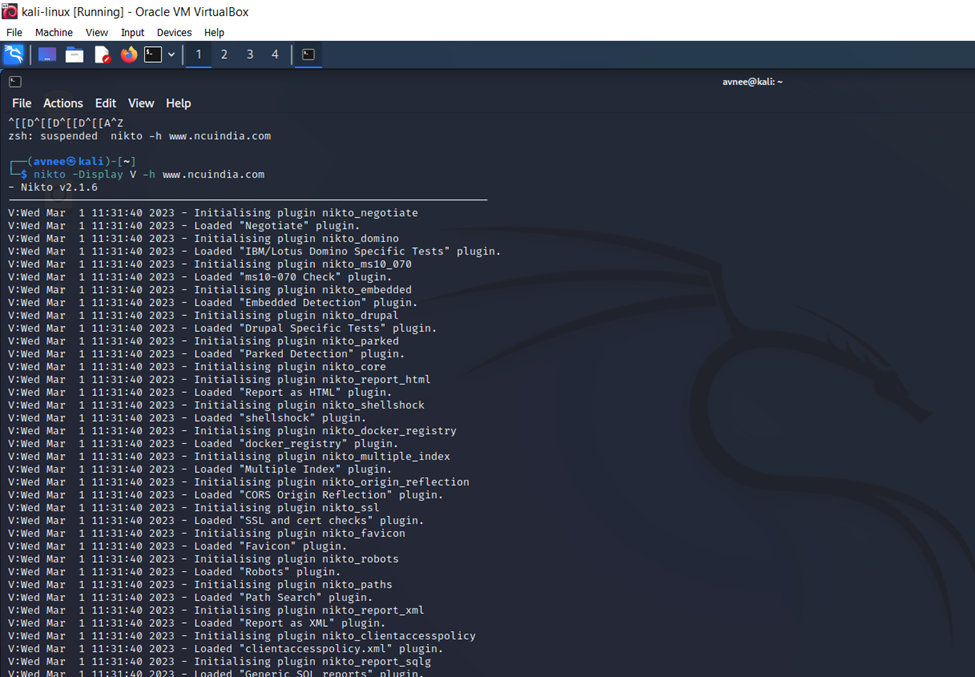 kali-linux [Running] - Oracle VM VirtualBox
File Machine View Input Devices Help
1 2 3 4
avnee@kali: ~
File Actions Edit View Help
^[[D^[[D^[[D^[[A^Z
zsh: suspended  nikto -h www.ncuindia.com
┌──(avnee㉿kali)-[~]
└─$ nikto -Display V -h www.ncuindia.com
- Nikto v2.1.6
V:Wed Mar  1 11:31:40 2023 - Initialising plugin nikto_negotiate
V:Wed Mar  1 11:31:40 2023 - Loaded "Negotiate" plugin.
V:Wed Mar  1 11:31:40 2023 - Initialising plugin nikto_domino
V:Wed Mar  1 11:31:40 2023 - Loaded "IBM/Lotus Domino Specific Tests" plugin.
V:Wed Mar  1 11:31:40 2023 - Initialising plugin nikto_ms10_070
V:Wed Mar  1 11:31:40 2023 - Loaded "ms10-070 Check" plugin.
V:Wed Mar  1 11:31:40 2023 - Initialising plugin nikto_embedded
V:Wed Mar  1 11:31:40 2023 - Loaded "Embedded Detection" plugin.
V:Wed Mar  1 11:31:40 2023 - Initialising plugin nikto_drupal
V:Wed Mar  1 11:31:40 2023 - Loaded "Drupal Specific Tests" plugin.
V:Wed Mar  1 11:31:40 2023 - Initialising plugin nikto_parked
V:Wed Mar  1 11:31:40 2023 - Loaded "Parked Detection" plugin.
V:Wed Mar  1 11:31:40 2023 - Initialising plugin nikto_core
V:Wed Mar  1 11:31:40 2023 - Initialising plugin nikto_report_html
V:Wed Mar  1 11:31:40 2023 - Loaded "Report as HTML" plugin.
V:Wed Mar  1 11:31:40 2023 - Initialising plugin nikto_shellshock
V:Wed Mar  1 11:31:40 2023 - Loaded "shellshock" plugin.
V:Wed Mar  1 11:31:40 2023 - Initialising plugin nikto_docker_registry
V:Wed Mar  1 11:31:40 2023 - Loaded "docker_registry" plugin.
V:Wed Mar  1 11:31:40 2023 - Initialising plugin nikto_multiple_index
V:Wed Mar  1 11:31:40 2023 - Loaded "Multiple Index" plugin.
V:Wed Mar  1 11:31:40 2023 - Initialising plugin nikto_origin_reflection
V:Wed Mar  1 11:31:40 2023 - Loaded "CORS Origin Reflection" plugin.
V:Wed Mar  1 11:31:40 2023 - Initialising plugin nikto_ssl
V:Wed Mar  1 11:31:40 2023 - Loaded "SSL and cert checks" plugin.
V:Wed Mar  1 11:31:40 2023 - Initialising plugin nikto_favicon
V:Wed Mar  1 11:31:40 2023 - Loaded "Favicon" plugin.
V:Wed Mar  1 11:31:40 2023 - Initialising plugin nikto_robots
V:Wed Mar  1 11:31:40 2023 - Loaded "Robots" plugin.
V:Wed Mar  1 11:31:40 2023 - Initialising plugin nikto_paths
V:Wed Mar  1 11:31:40 2023 - Loaded "Path Search" plugin.
V:Wed Mar  1 11:31:40 2023 - Initialising plugin nikto_report_xml
V:Wed Mar  1 11:31:40 2023 - Loaded "Report as XML" plugin.
V:Wed Mar  1 11:31:40 2023 - Initialising plugin nikto_clientaccesspolicy
V:Wed Mar  1 11:31:40 2023 - Loaded "clientaccesspolicy.xml" plugin.
V:Wed Mar  1 11:31:40 2023 - Initialising plugin nikto_report_sqlg
V:Wed Mar  1 11:31:40 2023 - Loaded "Generic SQL reports" plugin.